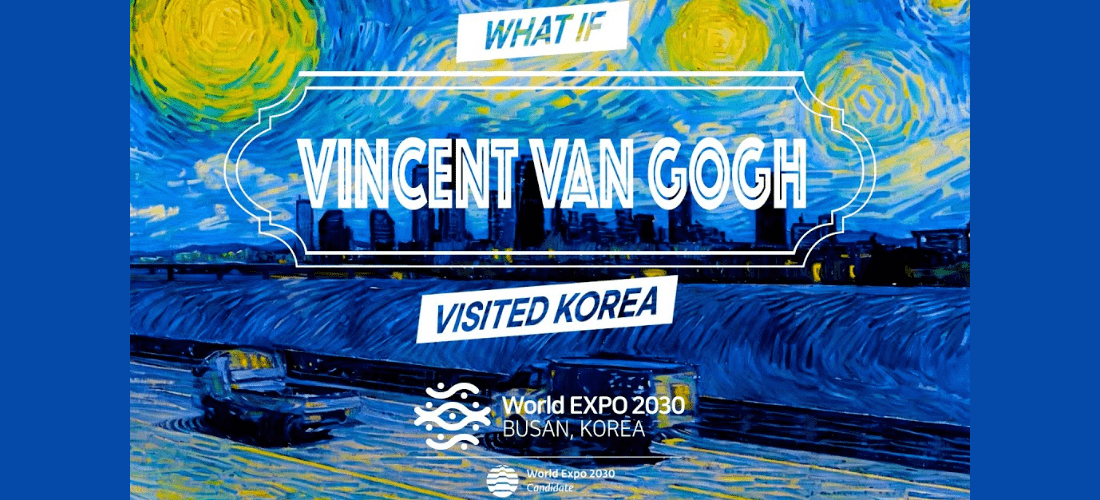 WHAT IF
VINCENT VAN GOGH
VISITED KOREA
World EXPO 2030
BUSAN, KOREA
World Expo 2030
Candidate